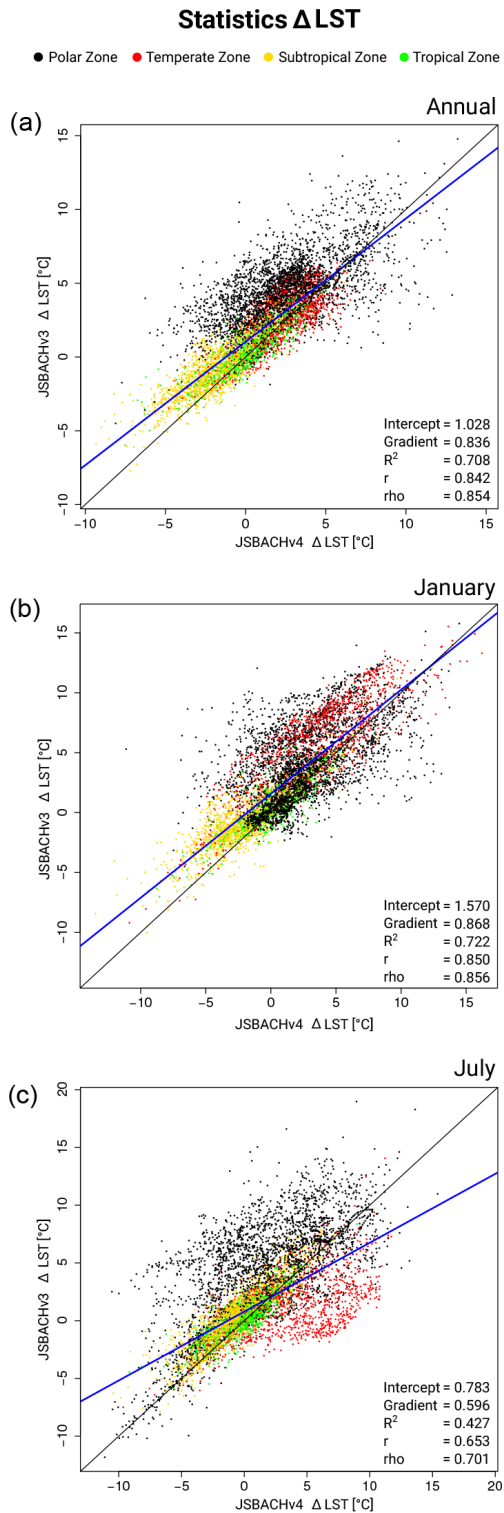 Statistics Δ LST
Polar Zone Temperate Zone Subtropical Zone Tropical Zone
(a) Annual
15
10
5
0
−5
−10
JSBACHv3 Δ LST [°C]
Intercept = 1.028
Gradient = 0.836
R² = 0.708
r = 0.842
rho = 0.854
−10 −5 0 5 10 15
JSBACHv4 Δ LST [°C]
(b) January
15
10
5
0
−5
−10
JSBACHv3 Δ LST [°C]
Intercept = 1.570
Gradient = 0.868
R² = 0.722
r = 0.850
rho = 0.856
−10 −5 0 5 10 15
JSBACHv4 Δ LST [°C]
(c) July
20
15
10
5
0
−5
−10
JSBACHv3 Δ LST [°C]
Intercept = 0.783
Gradient = 0.596
R² = 0.427
r = 0.653
rho = 0.701
−10 −5 0 5 10 15 20
JSBACHv4 Δ LST [°C]